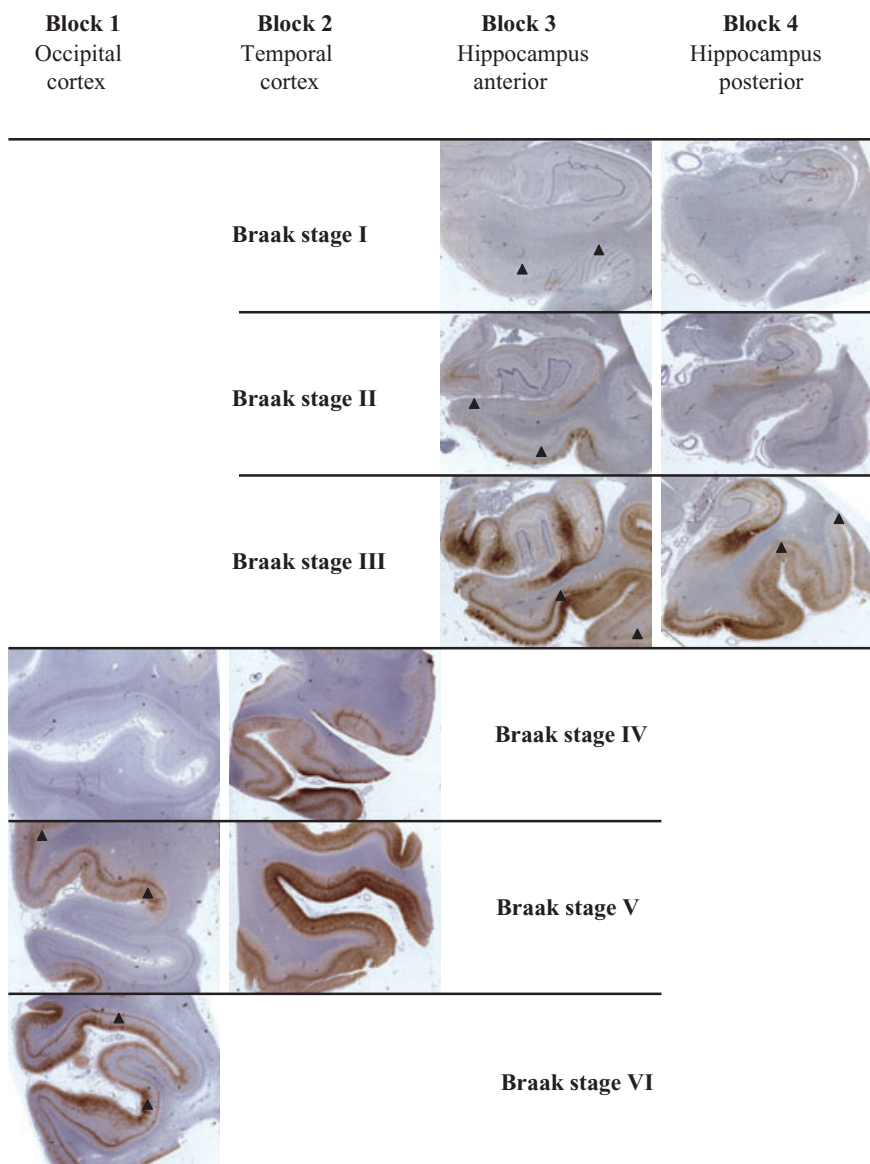 Block 1 Block 2 Block 3 Block 4
Occipital Temporal Hippocampus Hippocampus
cortex cortex anterior posterior
Braak stage I
Braak stage II
Braak stage III
Braak stage IV
Braak stage V
Braak stage VI